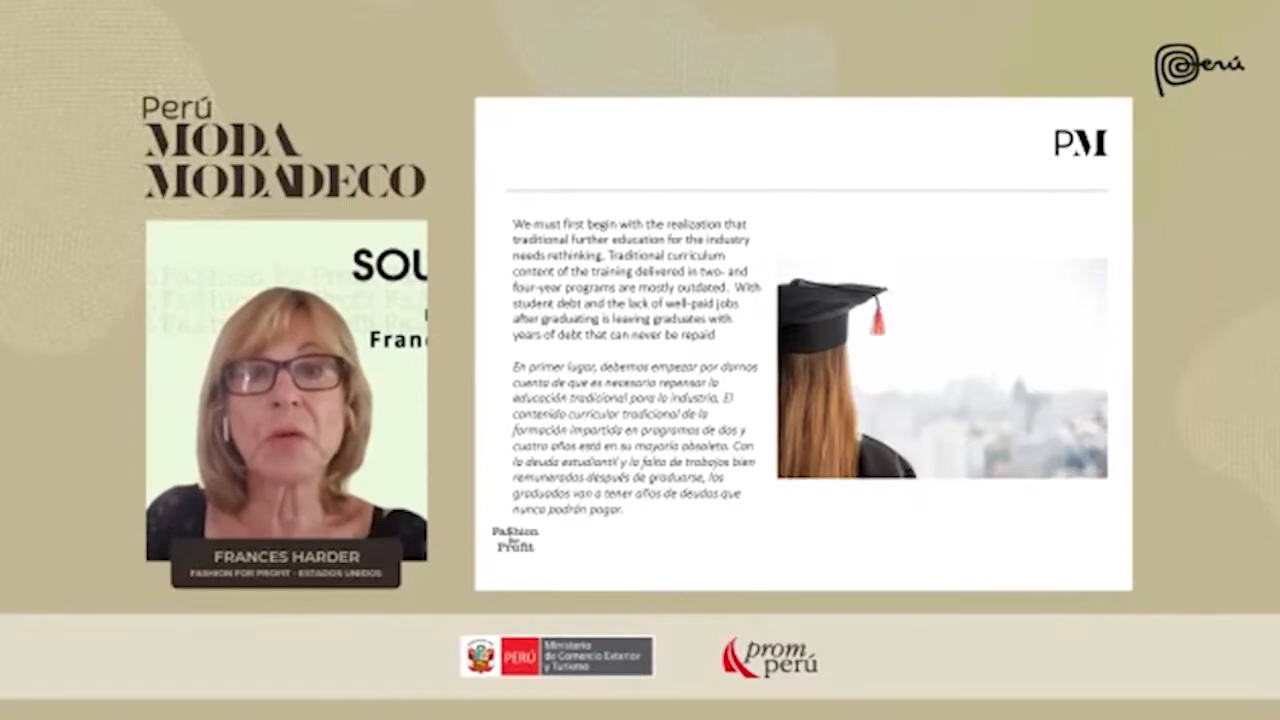 Perú
Perú
MODA
MODADECO
PM
SOU
Fran
FRANCES HARDER
FASHION FOR PROFIT - ESTADOS UNIDOS
We must first begin with the realization that
traditional further education for the industry
needs rethinking. Traditional curriculum
content of the training delivered in two- and
four-year programs are mostly outdated. With
student debt and the lack of well-paid jobs
after graduating is leaving graduates with
years of debt that can never be repaid
En primer lugar, debemos empezar por darnos
cuenta de que es necesario repensar la
educación tradicional para la industria. El
contenido curricular tradicional de la
formación impartida en programas de dos y
cuatro años está en su mayoría obsoleto. Con
la deuda estudiantil y la falta de trabajos bien
remunerados después de graduarse, los
graduados van a tener años de deudas que
nunca podrán pagar.
Fa$hion
for
Profit
PERÚ
Ministerio
de Comercio Exterior
y Turismo
prom
perú